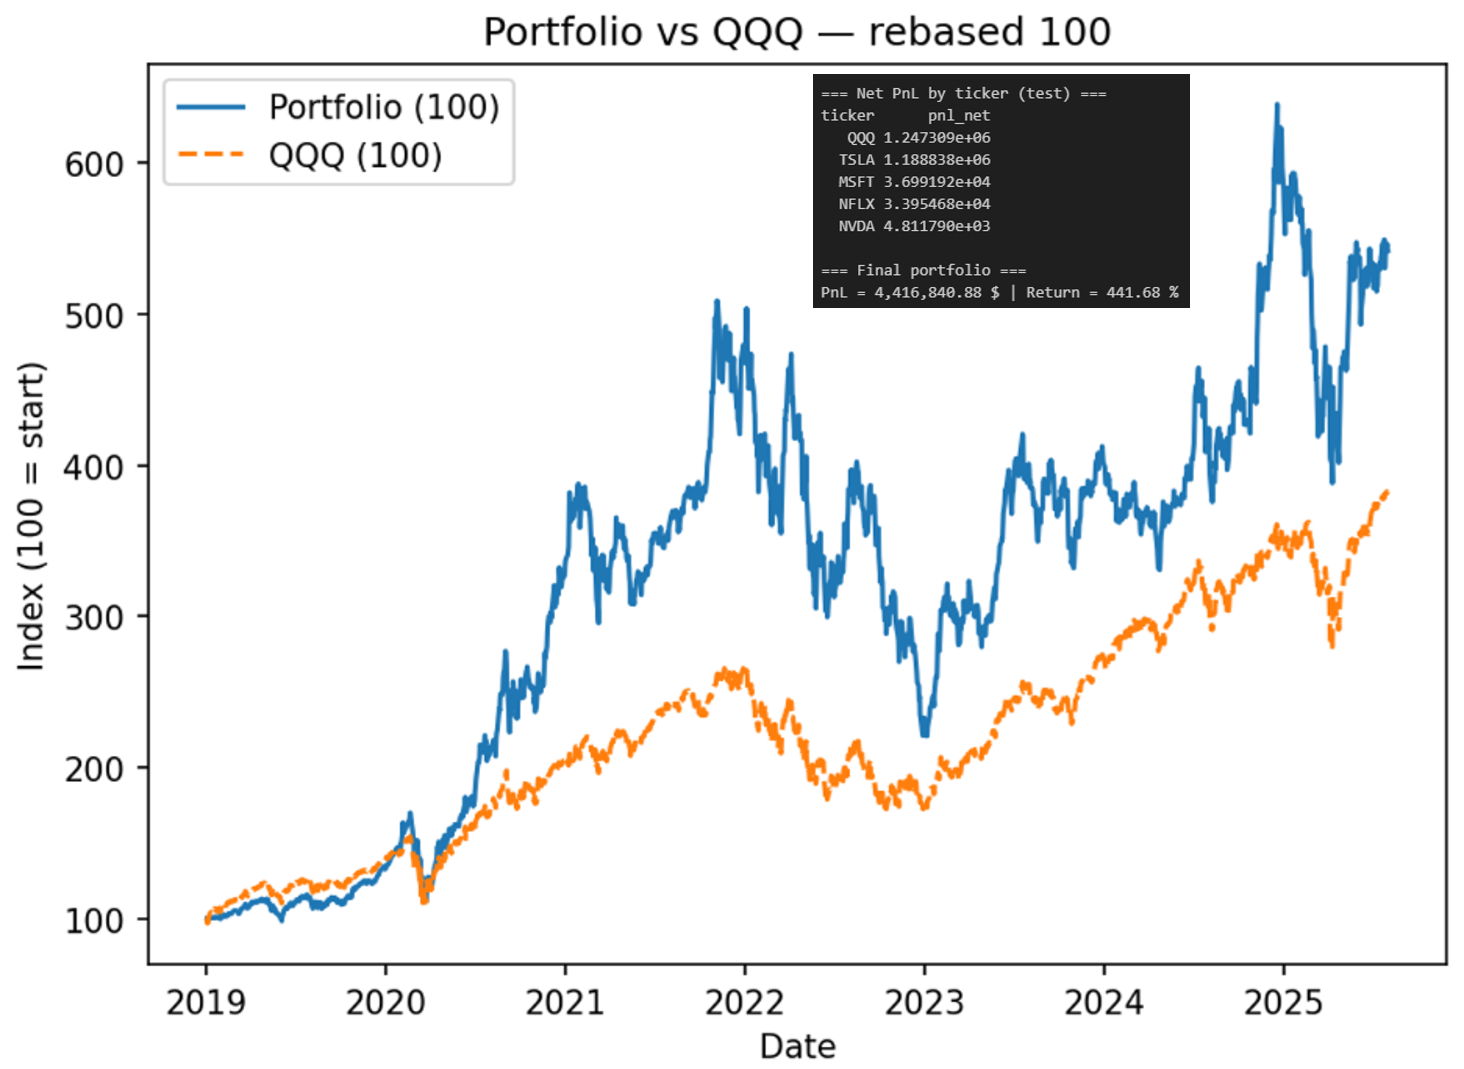 Portfolio vs QQQ — rebased 100
Portfolio (100)
QQQ (100)
=== Net PnL by ticker (test) ===
ticker pnl_net
QQQ 1.247309e+06
TSLA 1.188838e+06
MSFT 3.699192e+04
NFLX 3.395468e+04
NVDA 4.811790e+03
=== Final portfolio ===
PnL = 4,416,840.88 $ | Return = 441.68 %
Index (100 = start)
600
500
400
300
200
100
2019 2020 2021 2022 2023 2024 2025
Date